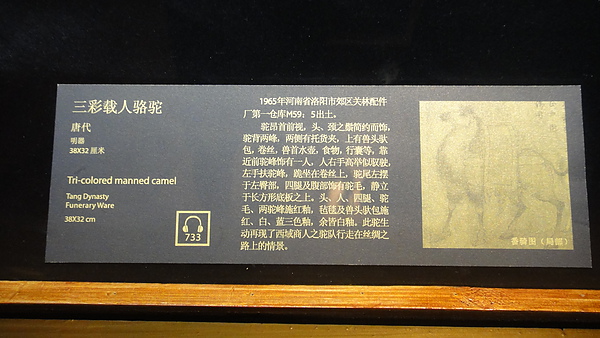 三彩载人骆驼
唐代
明器
38X32 厘米
Tri-colored manned camel
Tang Dynasty
Funerary Ware
38X32 cm
733
1965年河南省洛阳市郊区关林配件
厂第一仓库M59：5出土。
驼昂首前视，头、颈之髃简约而饰，
驼背两峰，两侧有托货夹，上有兽头驮
包，卷丝，兽首水壶，食物，行囊等，靠
近前驼峰饰有一人，人右手高举似驭驶，
左手扶驼峰，跪坐在卷丝上，驼尾左摆
于左臀部，四腿及腹部饰有驼毛，静立
于长方形底板之上。头、人、四腿、驼
毛、两驼峰施红釉，毡毯及兽头驮包施
红、白、蓝三色釉，余皆白釉。此驼生
动再现了西域商人之驼队行走在丝绸之
路上的情景。
番骑图（局部）